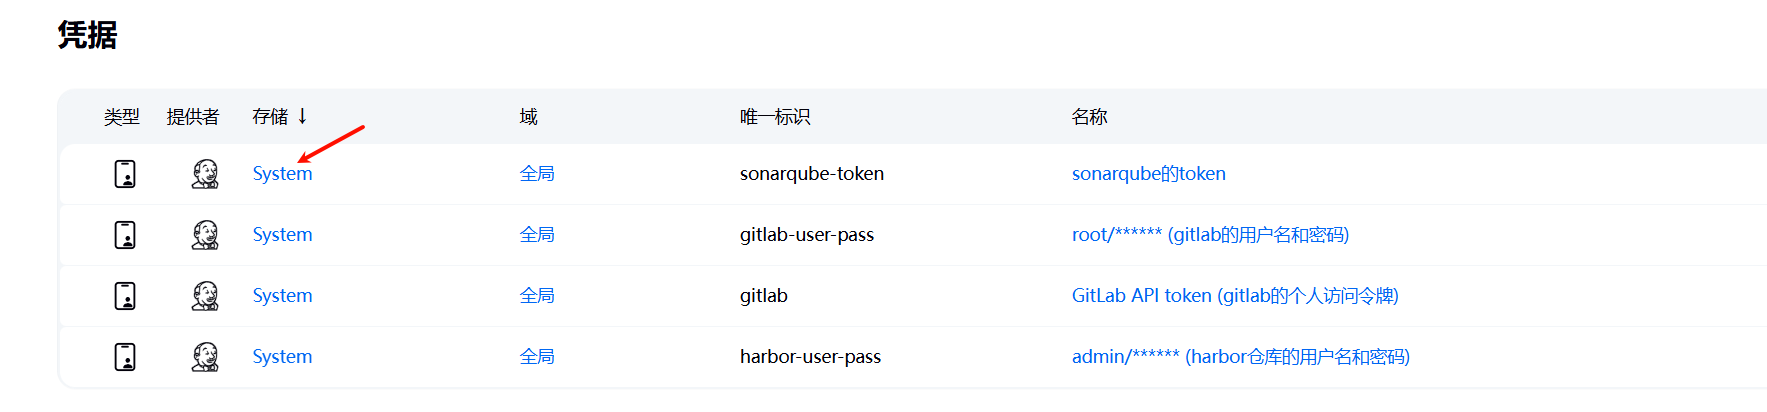 凭据
类型 提供者 存储 ↓ 域 唯一标识 名称
System 全局 sonarqube-token sonarqube的token
System 全局 gitlab-user-pass root/****** (gitlab的用户名和密码)
System 全局 gitlab GitLab API token (gitlab的个人访问令牌)
System 全局 harbor-user-pass admin/****** (harbor仓库的用户名和密码)